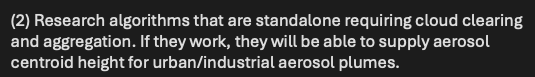 (2) Research algorithms that are standalone requiring cloud clearing
and aggregation. If they work, they will be able to supply aerosol
centroid height for urban/industrial aerosol plumes.